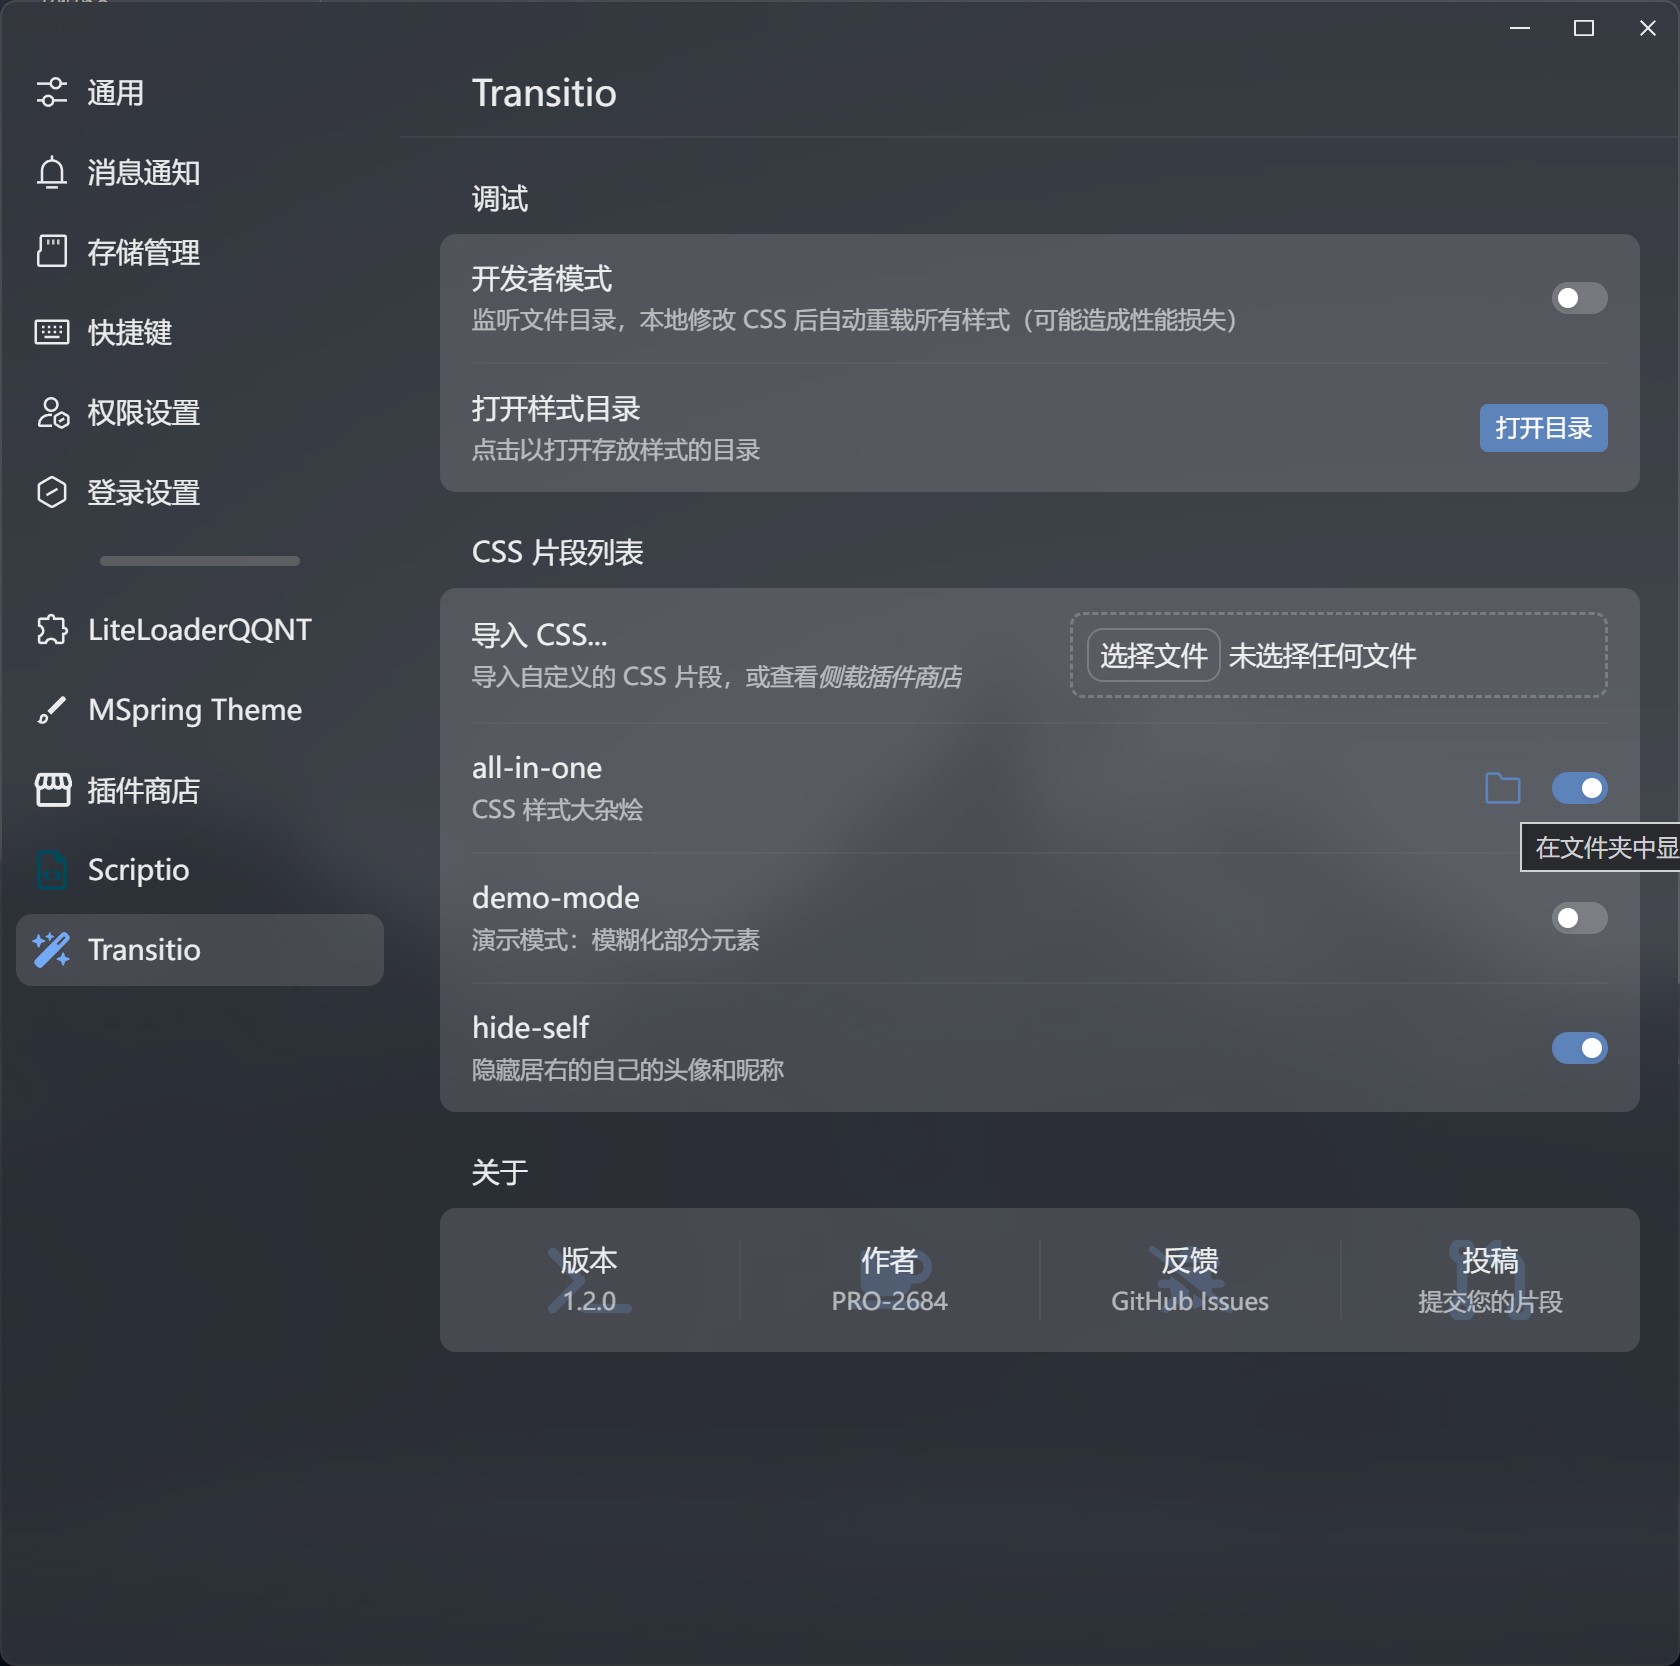 通用
消息通知
存储管理
快捷键
权限设置
登录设置
LiteLoaderQQNT
MSpring Theme
插件商店
Scriptio
Transitio
Transitio
调试
开发者模式
监听文件目录，本地修改 CSS 后自动重载所有样式（可能造成性能损失）
打开样式目录
点击以打开存放样式的目录
打开目录
CSS 片段列表
导入 CSS...
导入自定义的 CSS 片段，或查看侧载插件商店
选择文件 未选择任何文件
all-in-one
CSS 样式大杂烩
在文件夹中显
demo-mode
演示模式：模糊化部分元素
hide-self
隐藏居右的自己的头像和昵称
关于
版本
1.2.0
作者
PRO-2684
反馈
GitHub Issues
投稿
提交您的片段